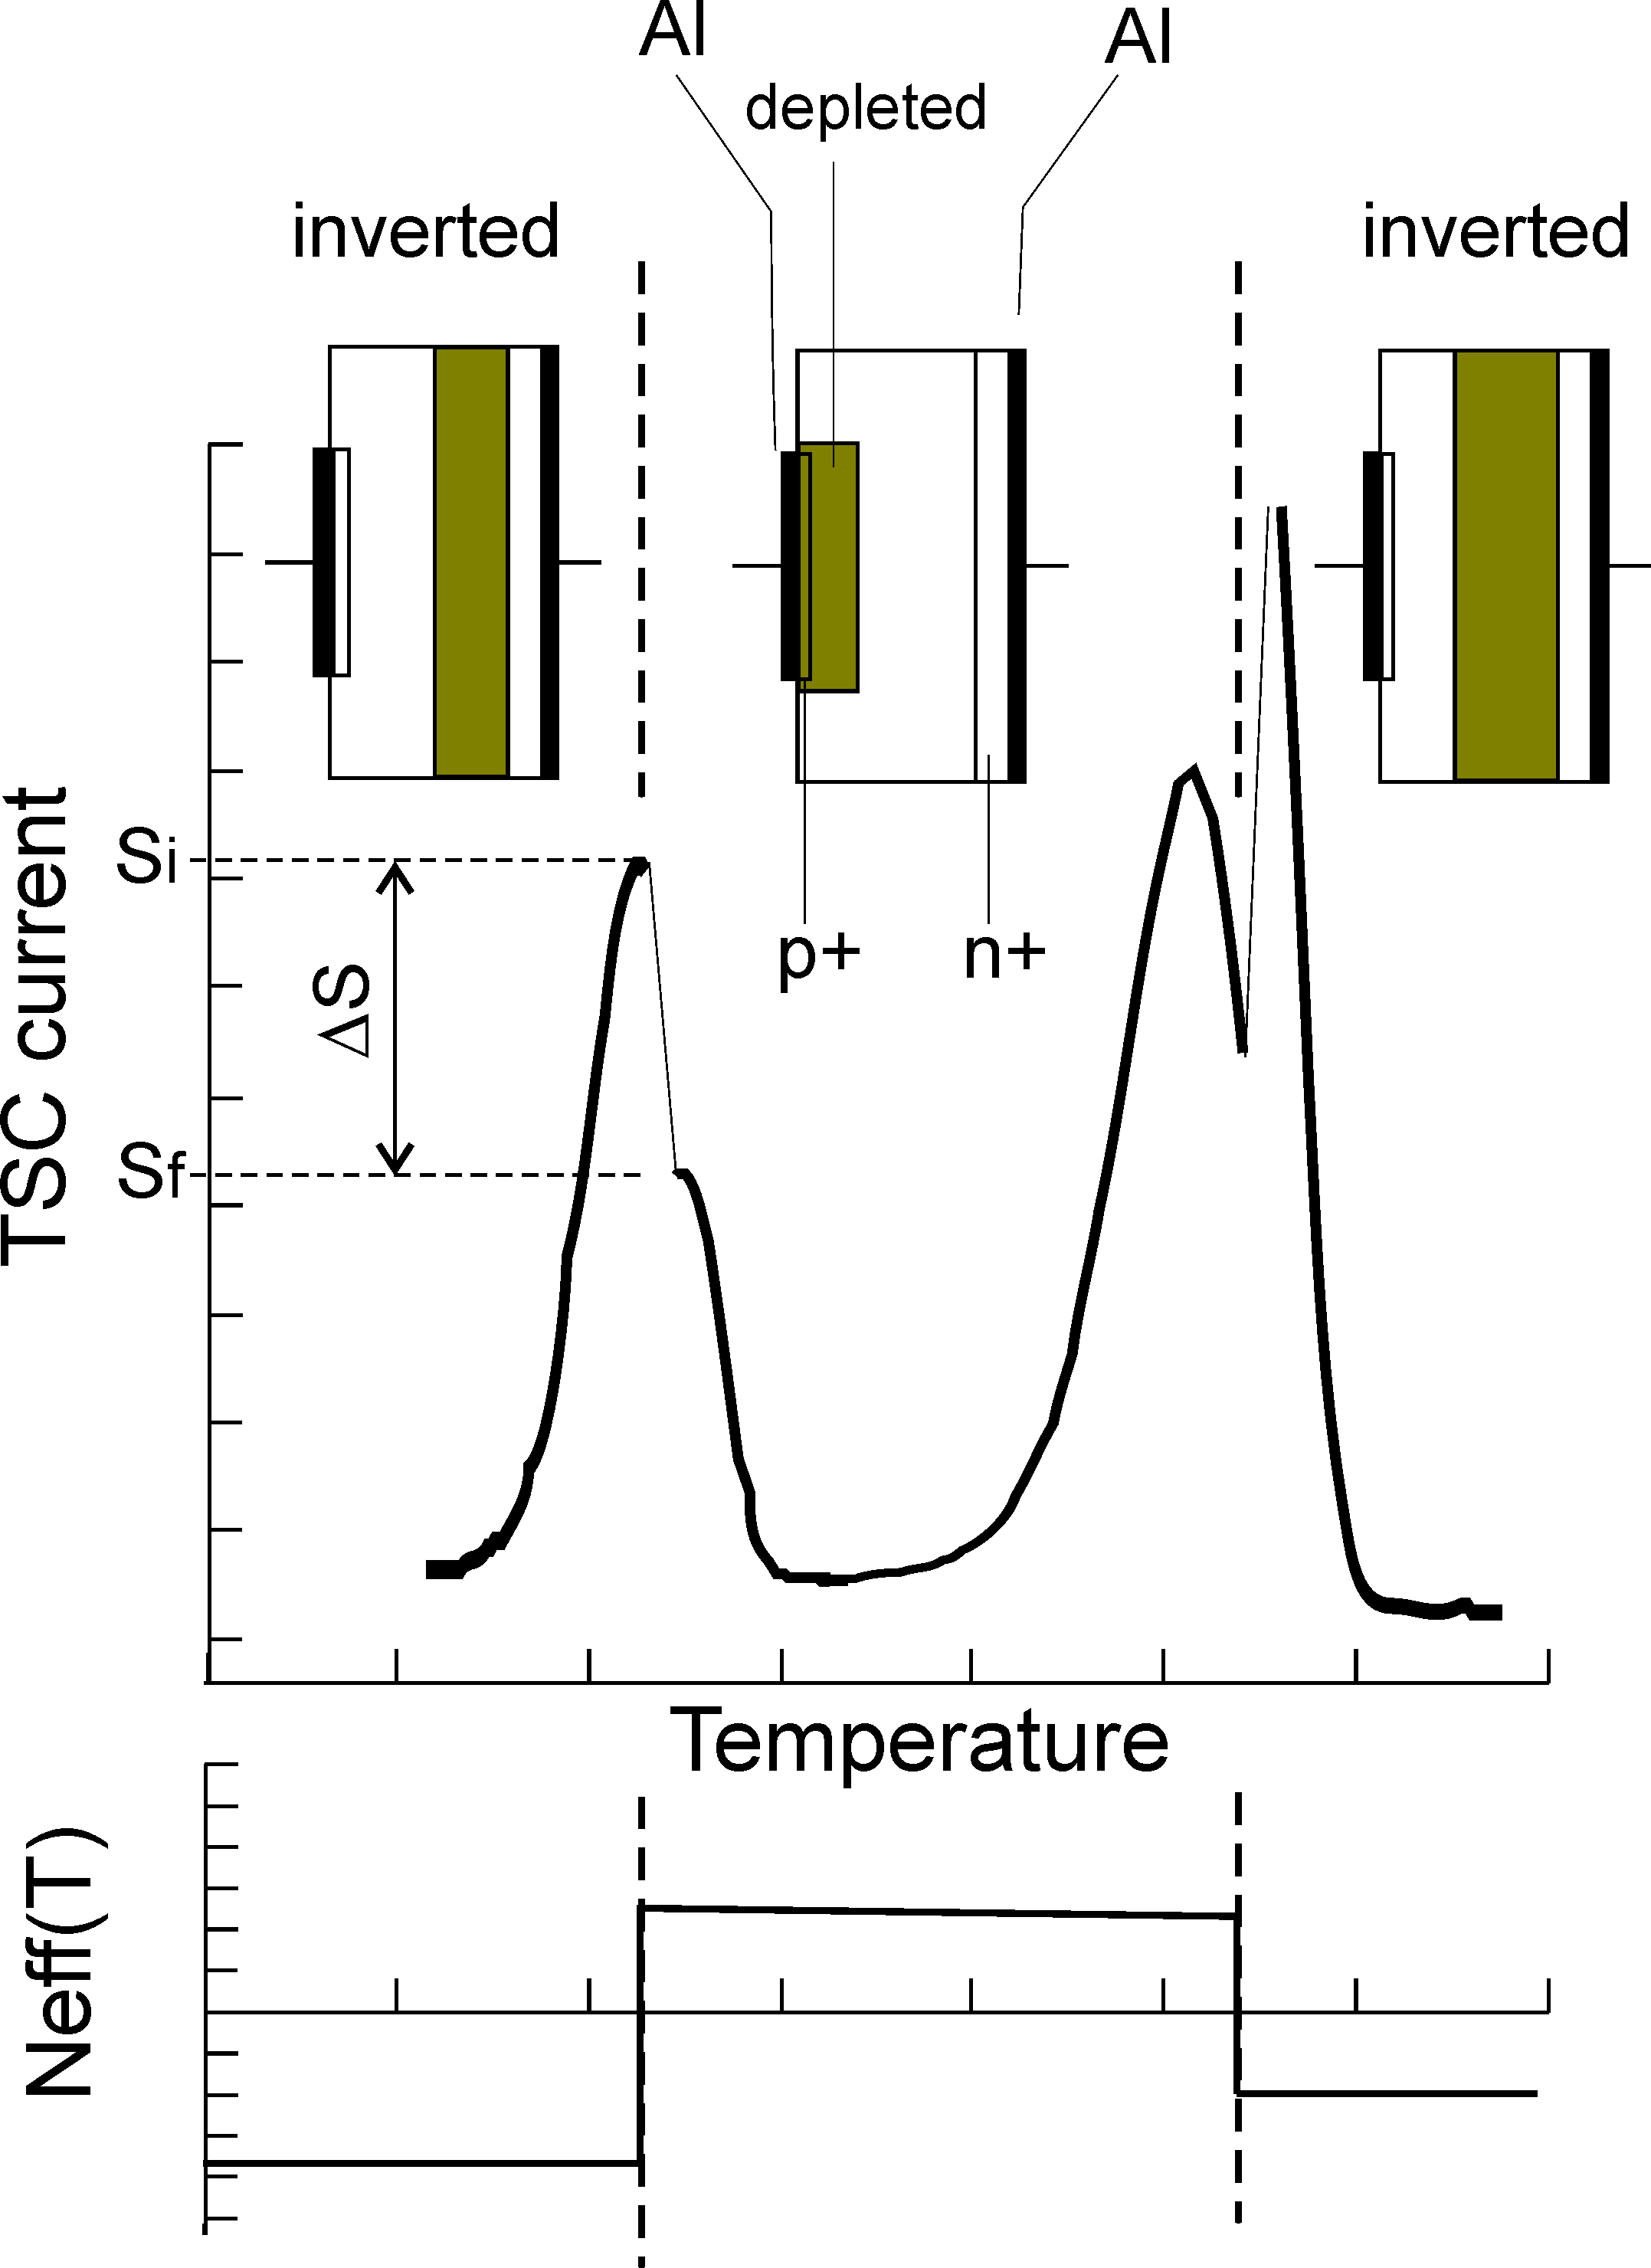 Al
Al
depleted
inverted
inverted
Si
ΔS
p+
n+
Sf
TSC current
Temperature
Neff(T)